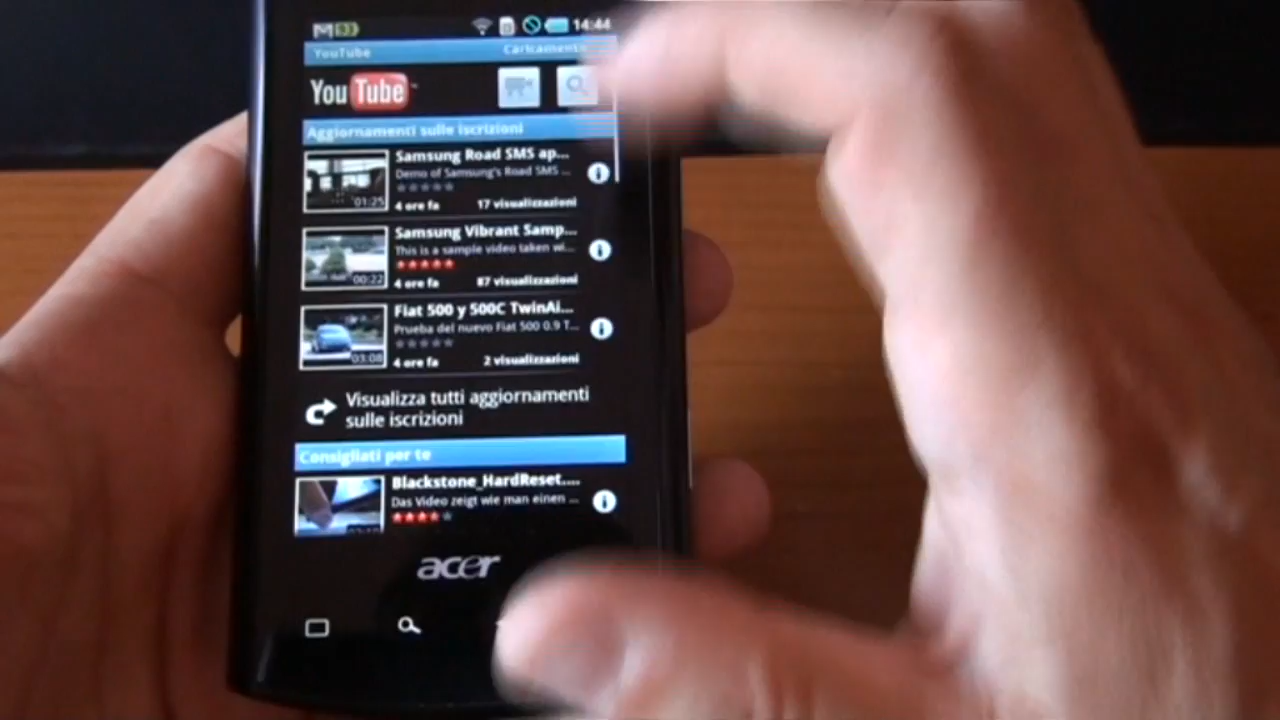 14:44
YouTube Caricamento
YouTube
Aggiornamenti sulle iscrizioni
Samsung Road SMS ap...
Demo of Samsung's Road SMS ...
01:25
4 ore fa 17 visualizzazioni
Samsung Vibrant Samp...
This is a sample video taken wi...
00:22
4 ore fa 87 visualizzazioni
Fiat 500 y 500C TwinAi...
Prueba del nuevo Fiat 500 0.9 T...
03:08
4 ore fa 2 visualizzazioni
Visualizza tutti aggiornamenti
sulle iscrizioni
Consigliati per te
Blackstone_HardReset....
Das Video zeigt wie man einen ...
acer